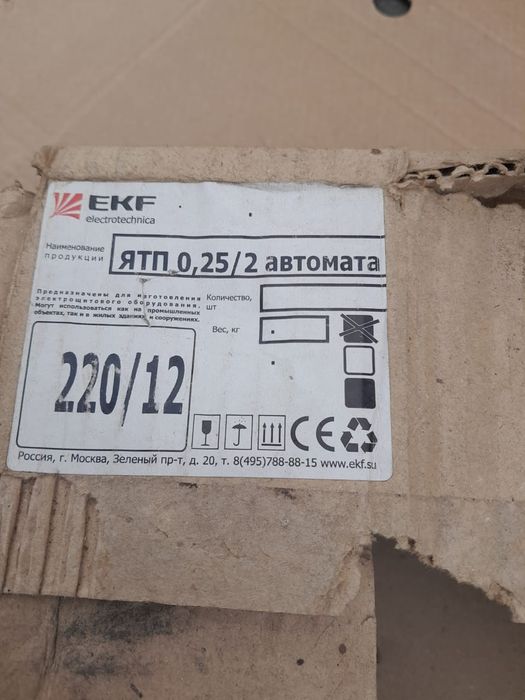 EKF
electrotechnica
Наименование
продукции
ЯТП 0,25/2 автомата
Предназначены для изготовления
электрощитового оборудования.
Могут использоваться как на промышленных
объектах, так и в жилых зданиях и сооружениях.
Количество,
шт
Вес, кг
220/12
CE
Россия, г. Москва, Зеленый пр-т, д. 20, т. 8(495)788-88-15 www.ekf.su